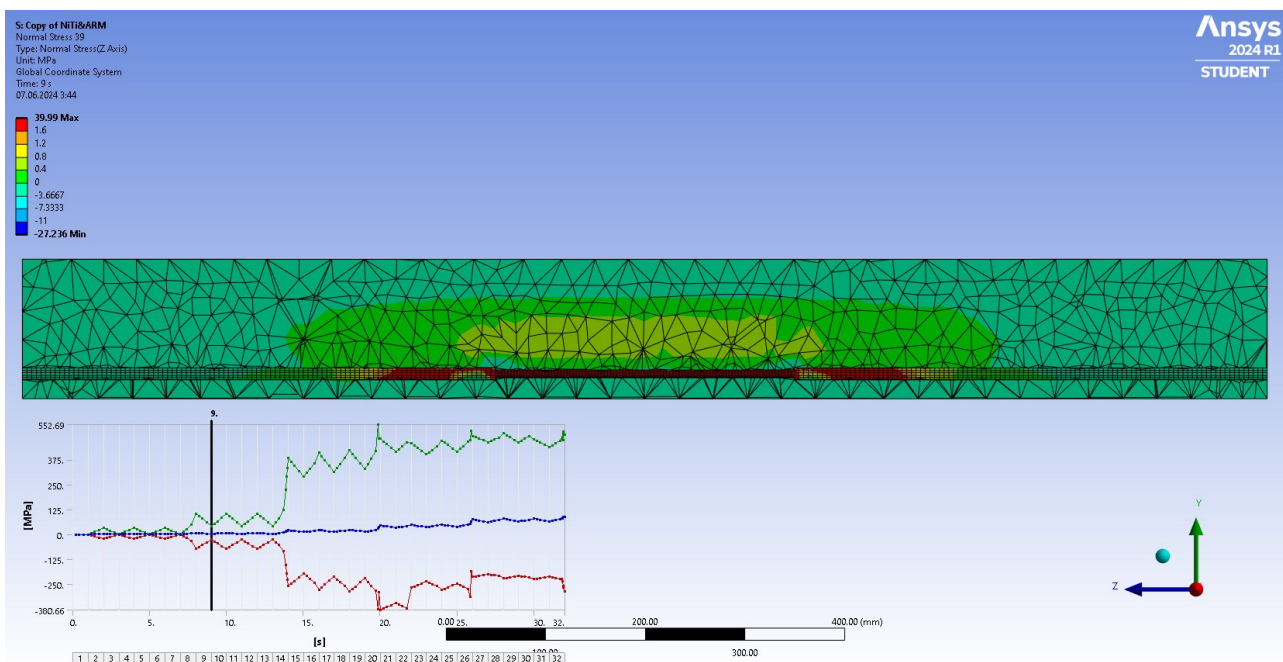 S: Copy of NiTi&ARM
Normal Stress 39
Type: Normal Stress(Z Axis)
Unit: MPa
Global Coordinate System
Time: 9 s
07.06.2024 3:44
39.99 Max
1.6
1.2
0.8
0.4
0
-3.6667
-7.3333
-11
-27.236 Min
Ansys
2024 R1
STUDENT
9.
552.69
375.
250.
125.
0.
-125.
-250.
-380.66
[MPa]
0. 5. 10. 15. 20. 25. 30. 32.
[s]
1 2 3 4 5 6 7 8 9 10 11 12 13 14 15 16 17 18 19 20 21 22 23 24 25 26 27 28 29 30 31 32
0.00 200.00 400.00 (mm)
100.00 300.00
Y
Z